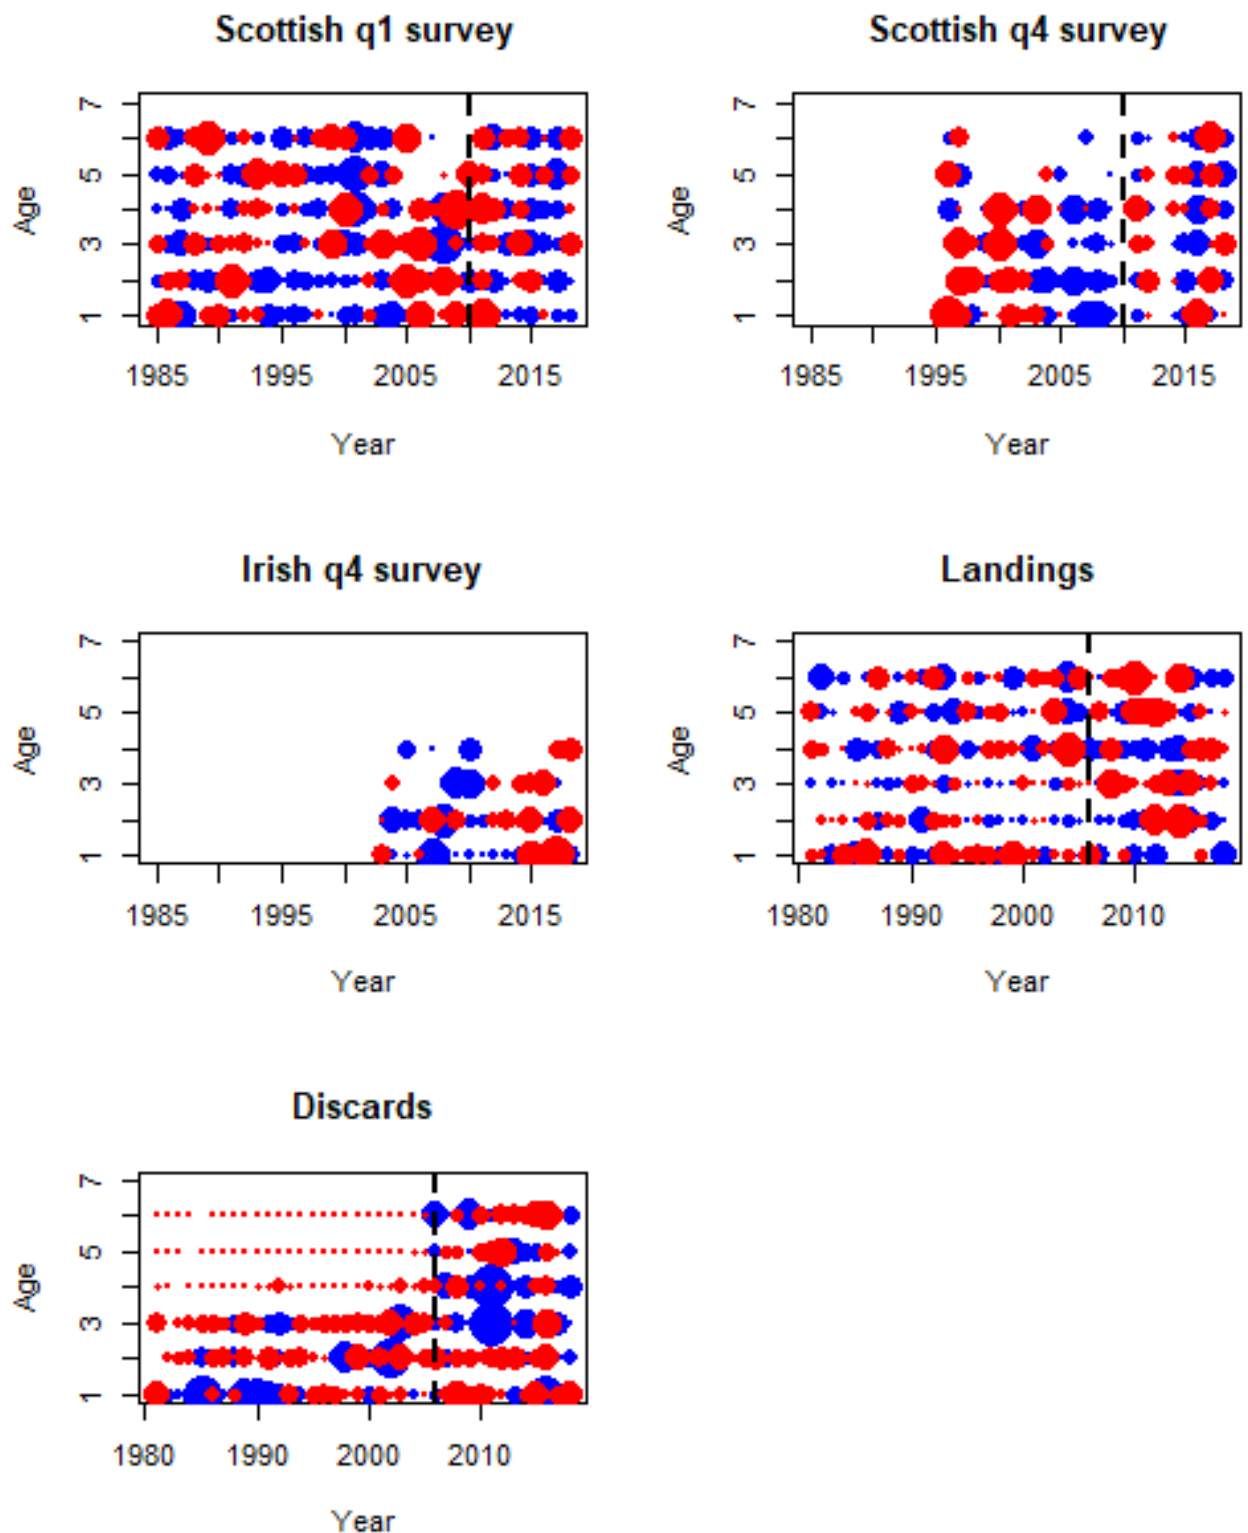 Scottish q1 survey
Age
1 3 5 7
1985 1995 2005 2015
Year
Scottish q4 survey
Age
1 3 5 7
1985 1995 2005 2015
Year
Irish q4 survey
Age
1 3 5 7
1985 1995 2005 2015
Year
Landings
Age
1 3 5 7
1980 1990 2000 2010
Year
Discards
Age
1 3 5 7
1980 1990 2000 2010
Year